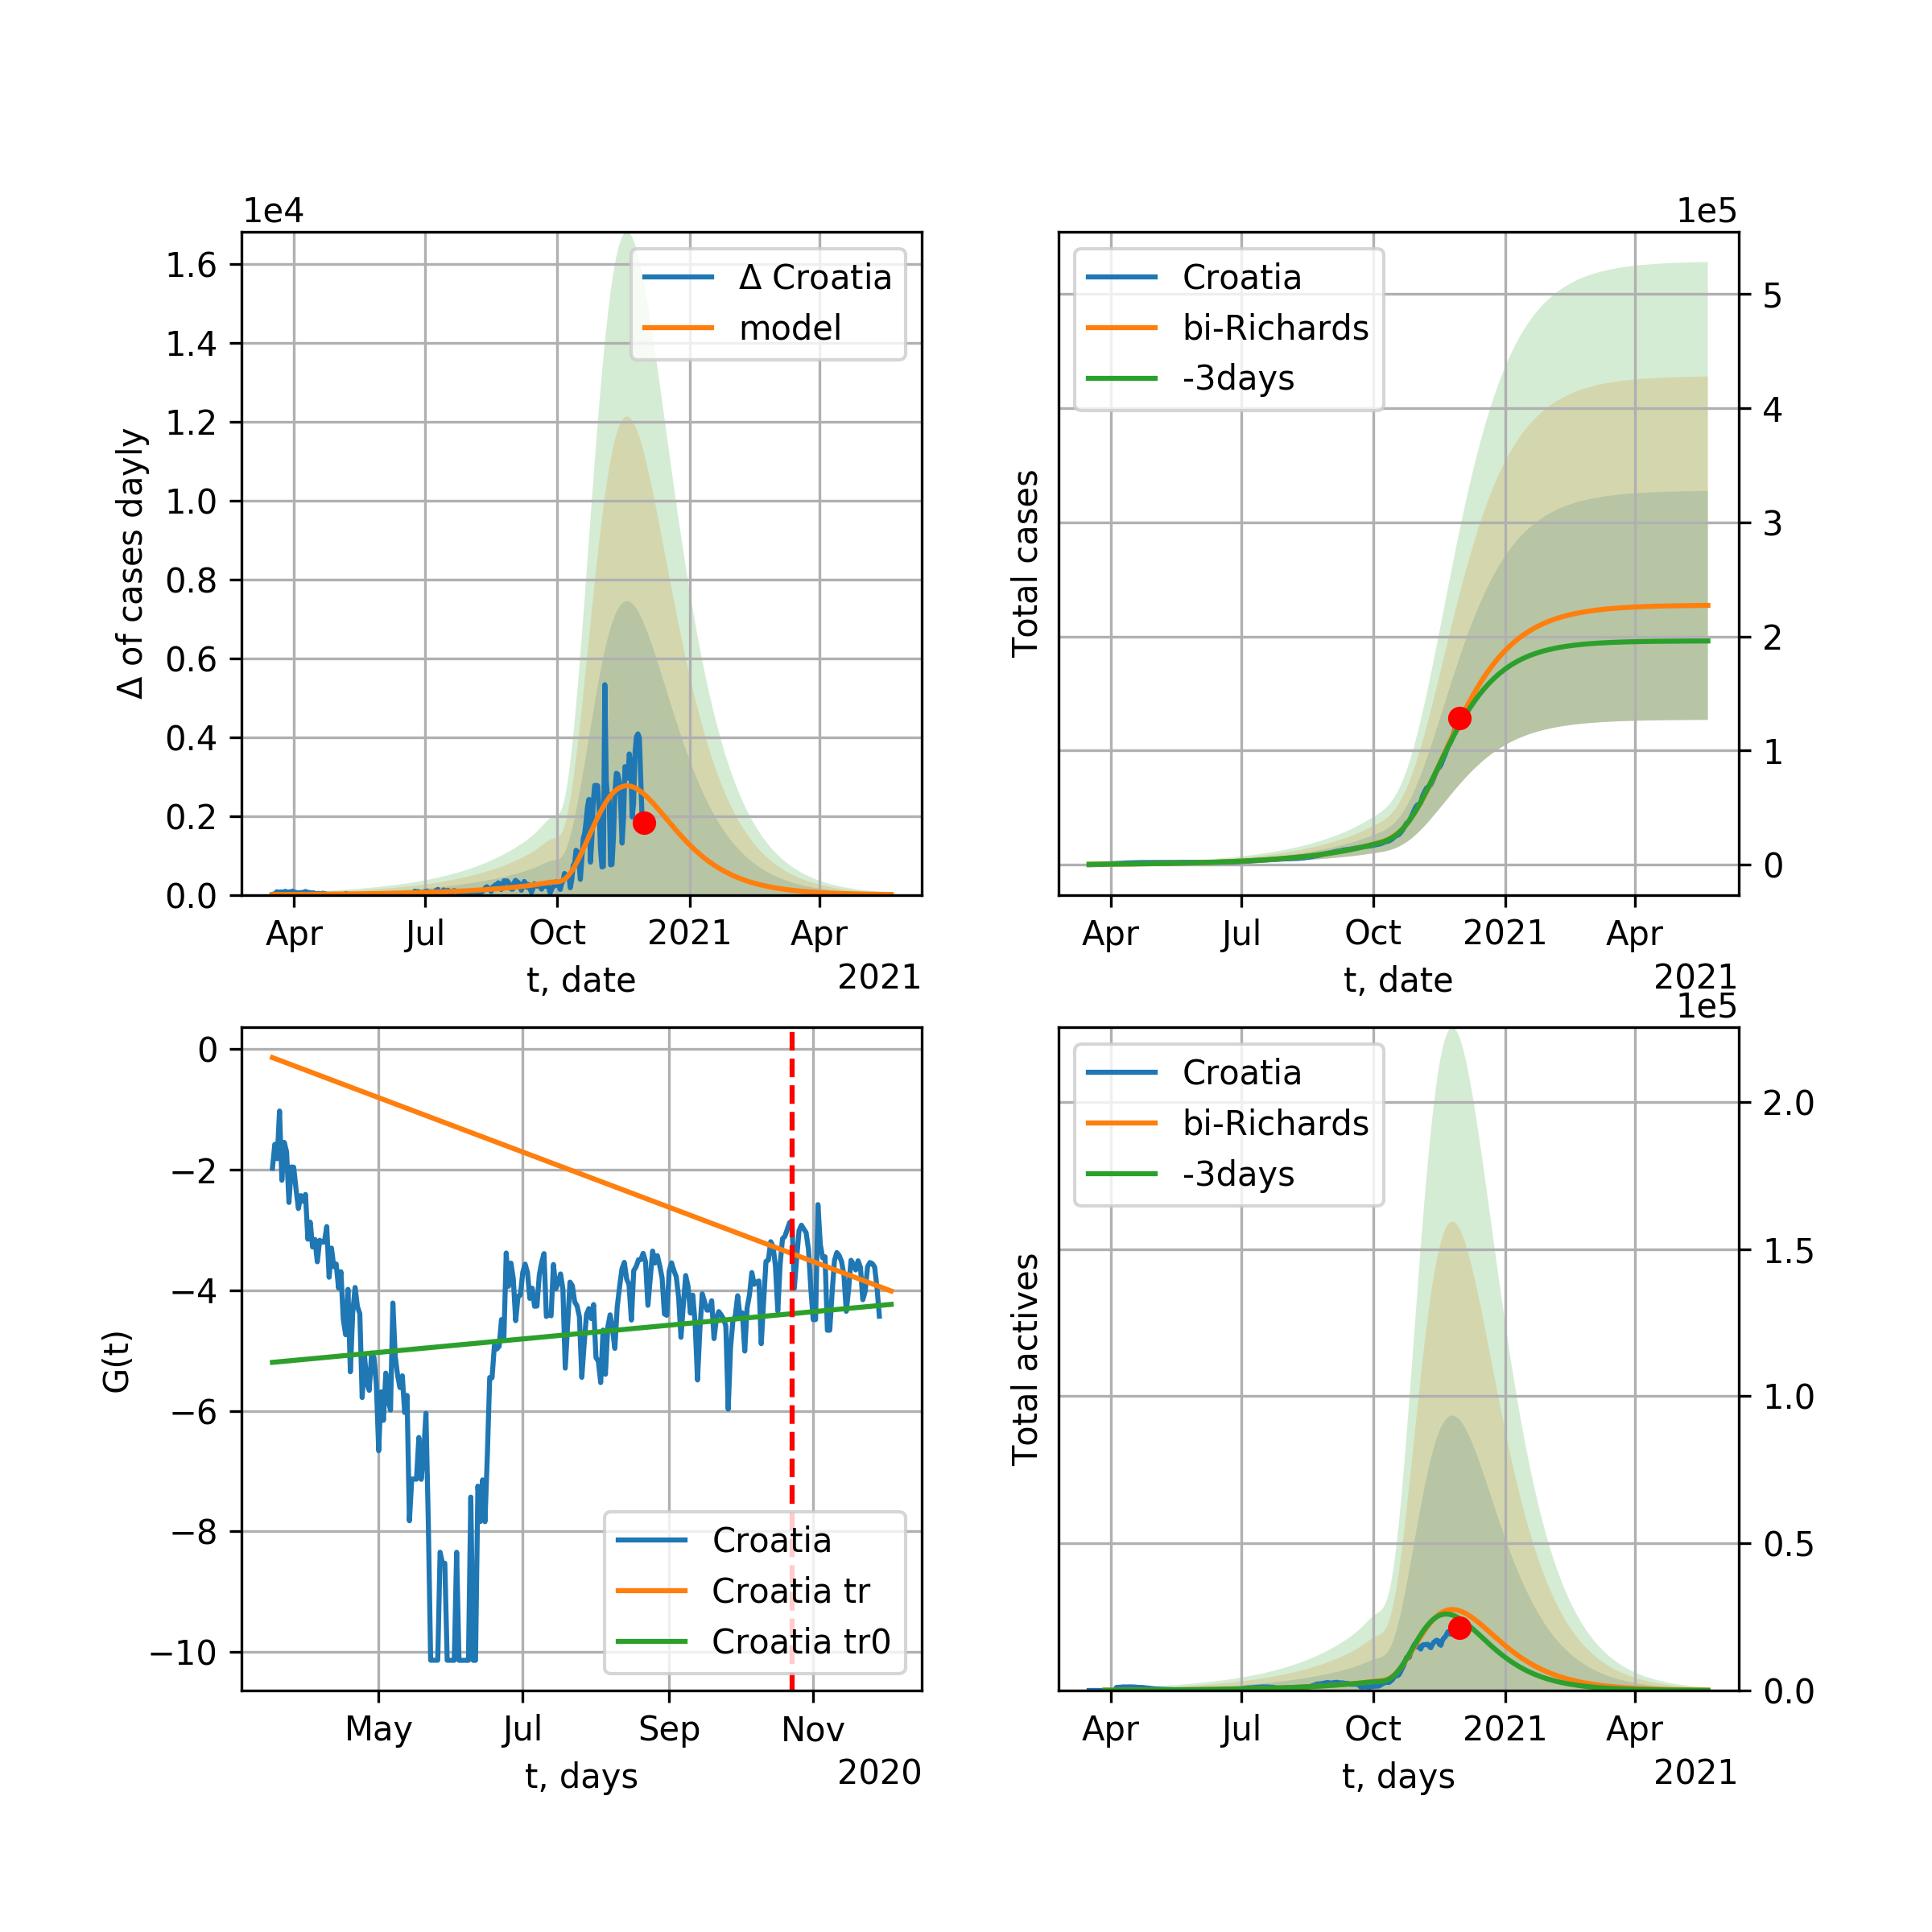 1e4
Δ of cases dayly
1.6
1.4
1.2
1.0
0.8
0.6
0.4
0.2
0.0
Δ Croatia
model
Apr
Jul
Oct
2021
Apr
t, date
2021
1e5
Total cases
Croatia
bi-Richards
-3days
5
4
3
2
1
0
Apr
Jul
Oct
2021
Apr
t, date
2021
G(t)
0
−2
−4
−6
−8
−10
Croatia
Croatia tr
Croatia tr0
May
Jul
Sep
Nov
t, days
2020
1e5
Total actives
Croatia
bi-Richards
-3days
2.0
1.5
1.0
0.5
0.0
Apr
Jul
Oct
2021
Apr
t, days
2021